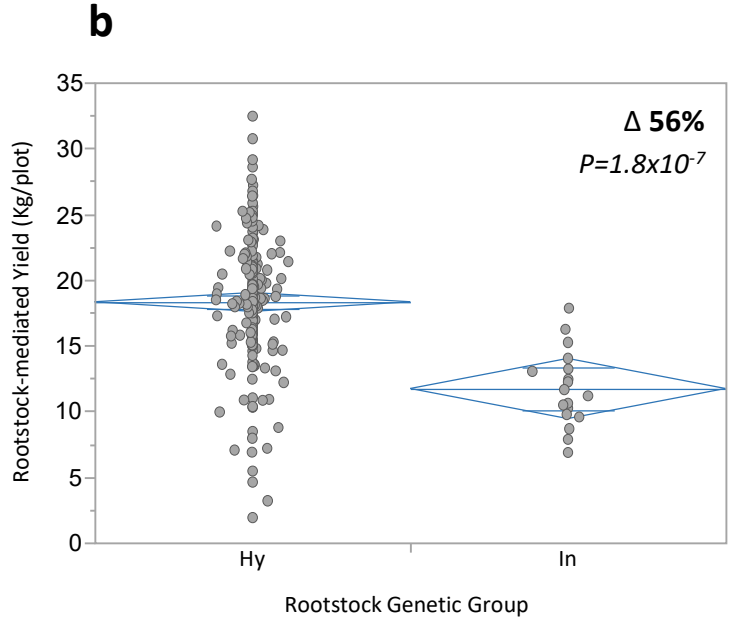 b
Δ 56%
P=1.8x10⁻⁷
Rootstock-mediated Yield (Kg/plot)
35
30
25
20
15
10
5
0
Hy In
Rootstock Genetic Group